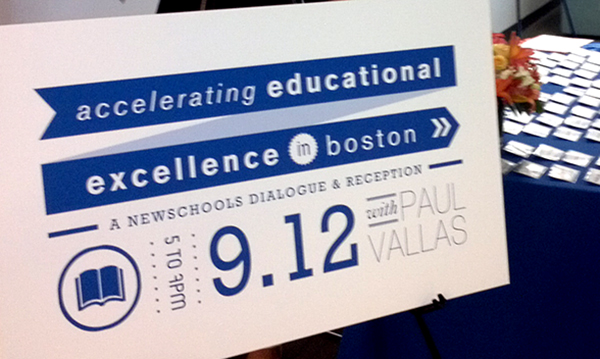 accelerating educational
excellence in boston
A NEWSCHOOLS DIALOGUE & RECEPTION
5 TO 7PM
9.12
with PAUL
VALLAS